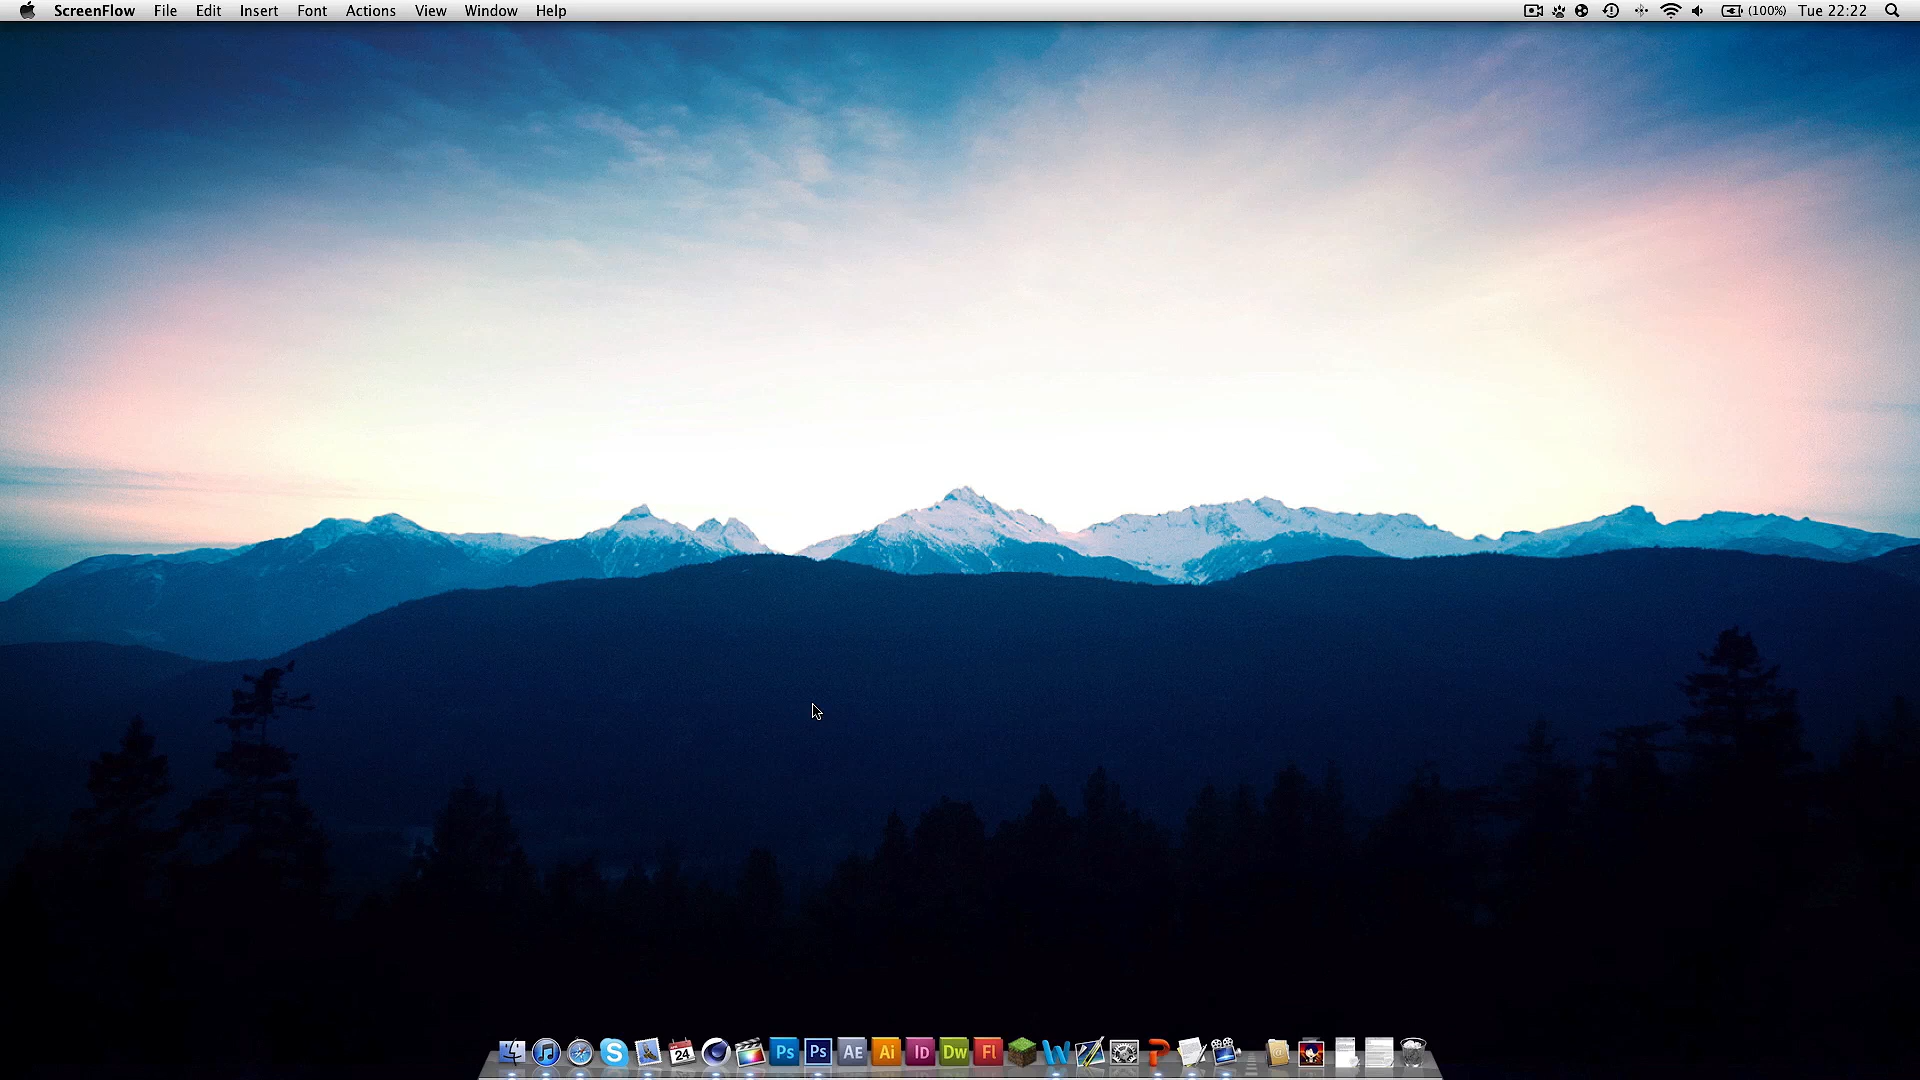 ScreenFlow File Edit Insert Font Actions View Window Help (100%) Tue 22:22
24 Ps Ps AE Ai ID Dw Fl